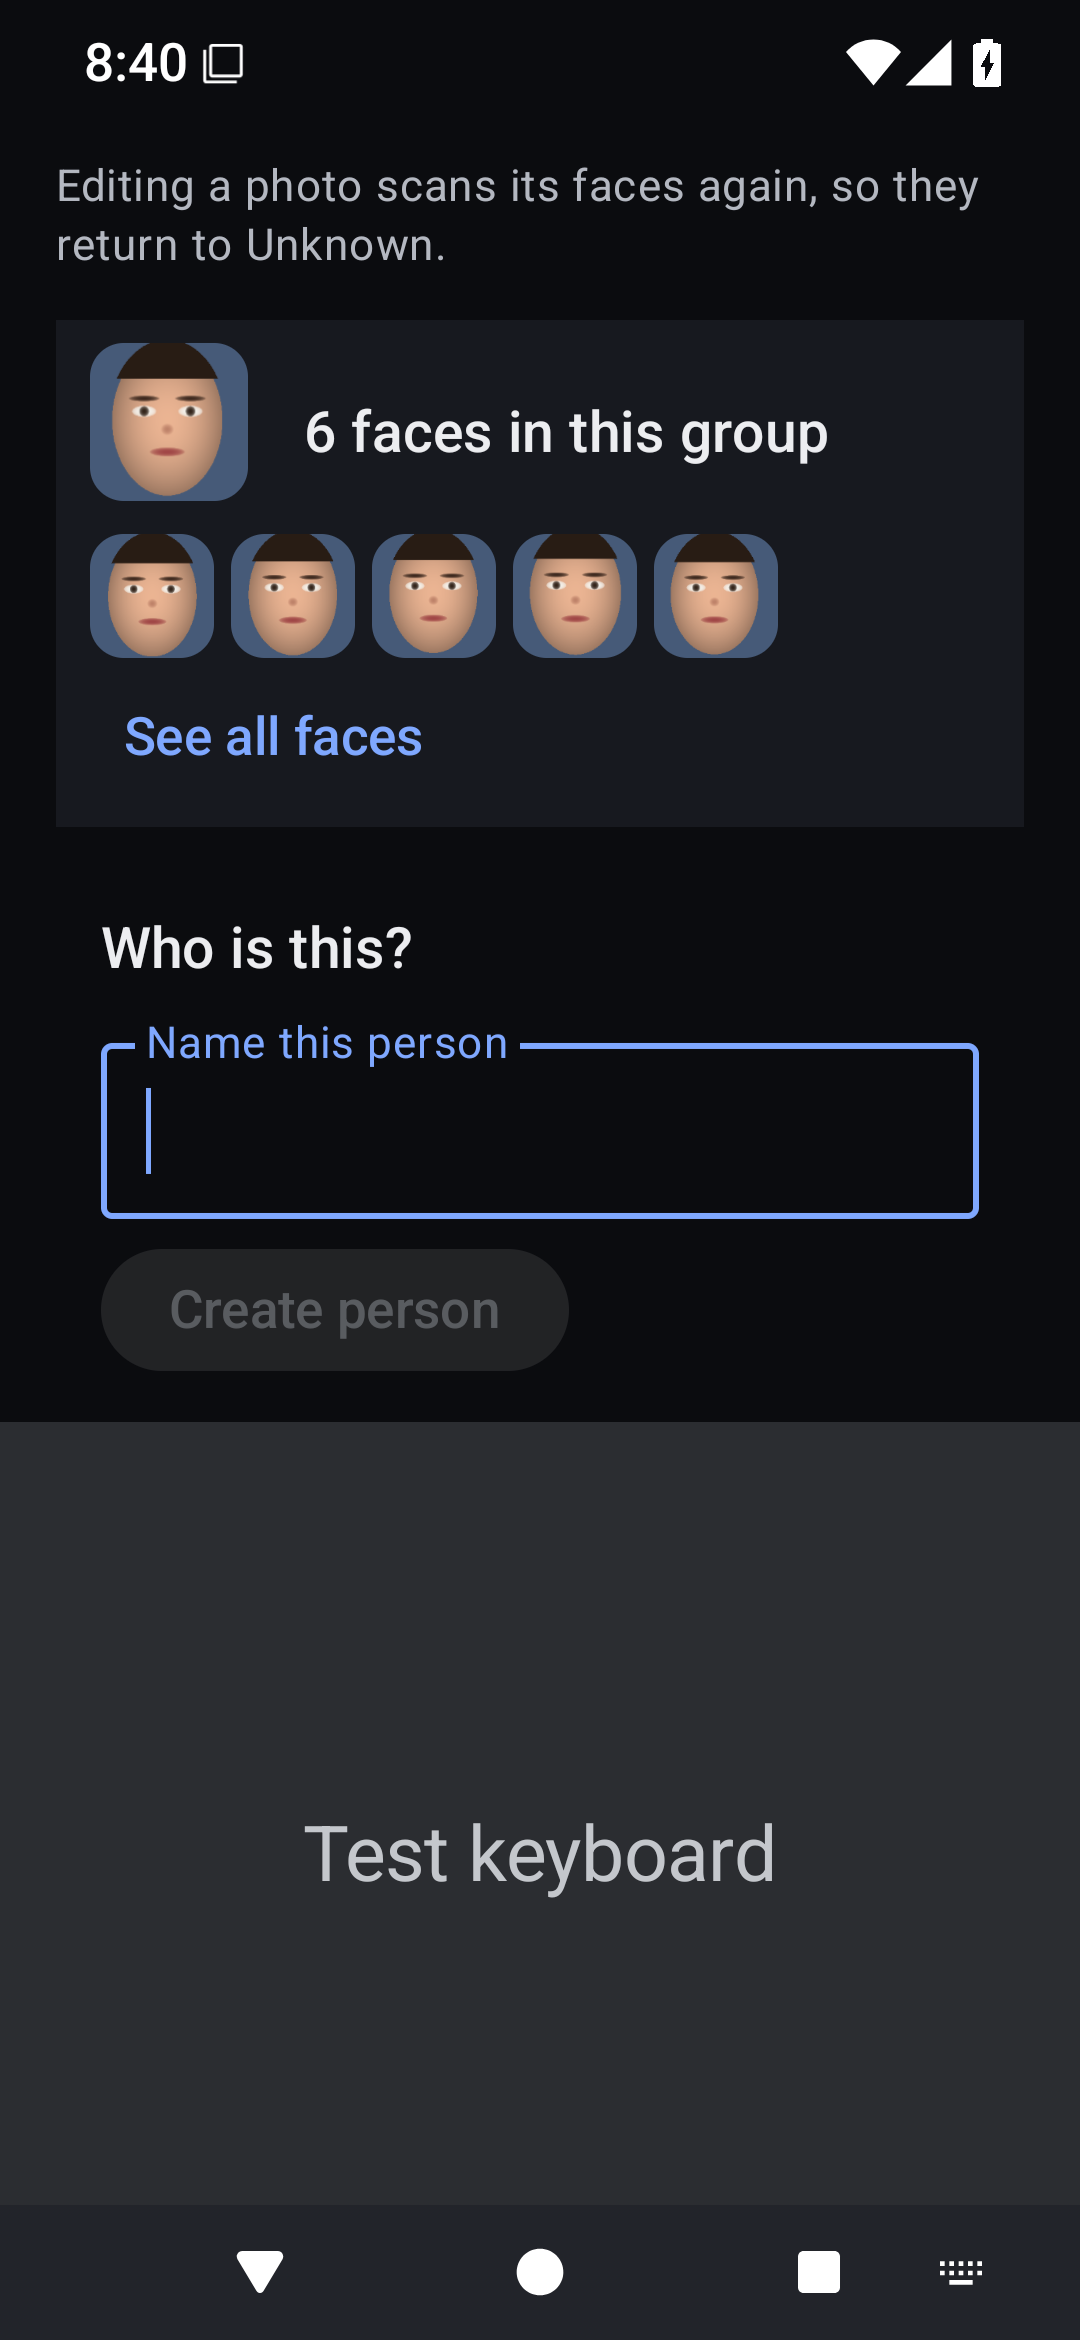 8:40
Editing a photo scans its faces again, so they
return to Unknown.
6 faces in this group
See all faces
Who is this?
Name this person
Create person
Test keyboard